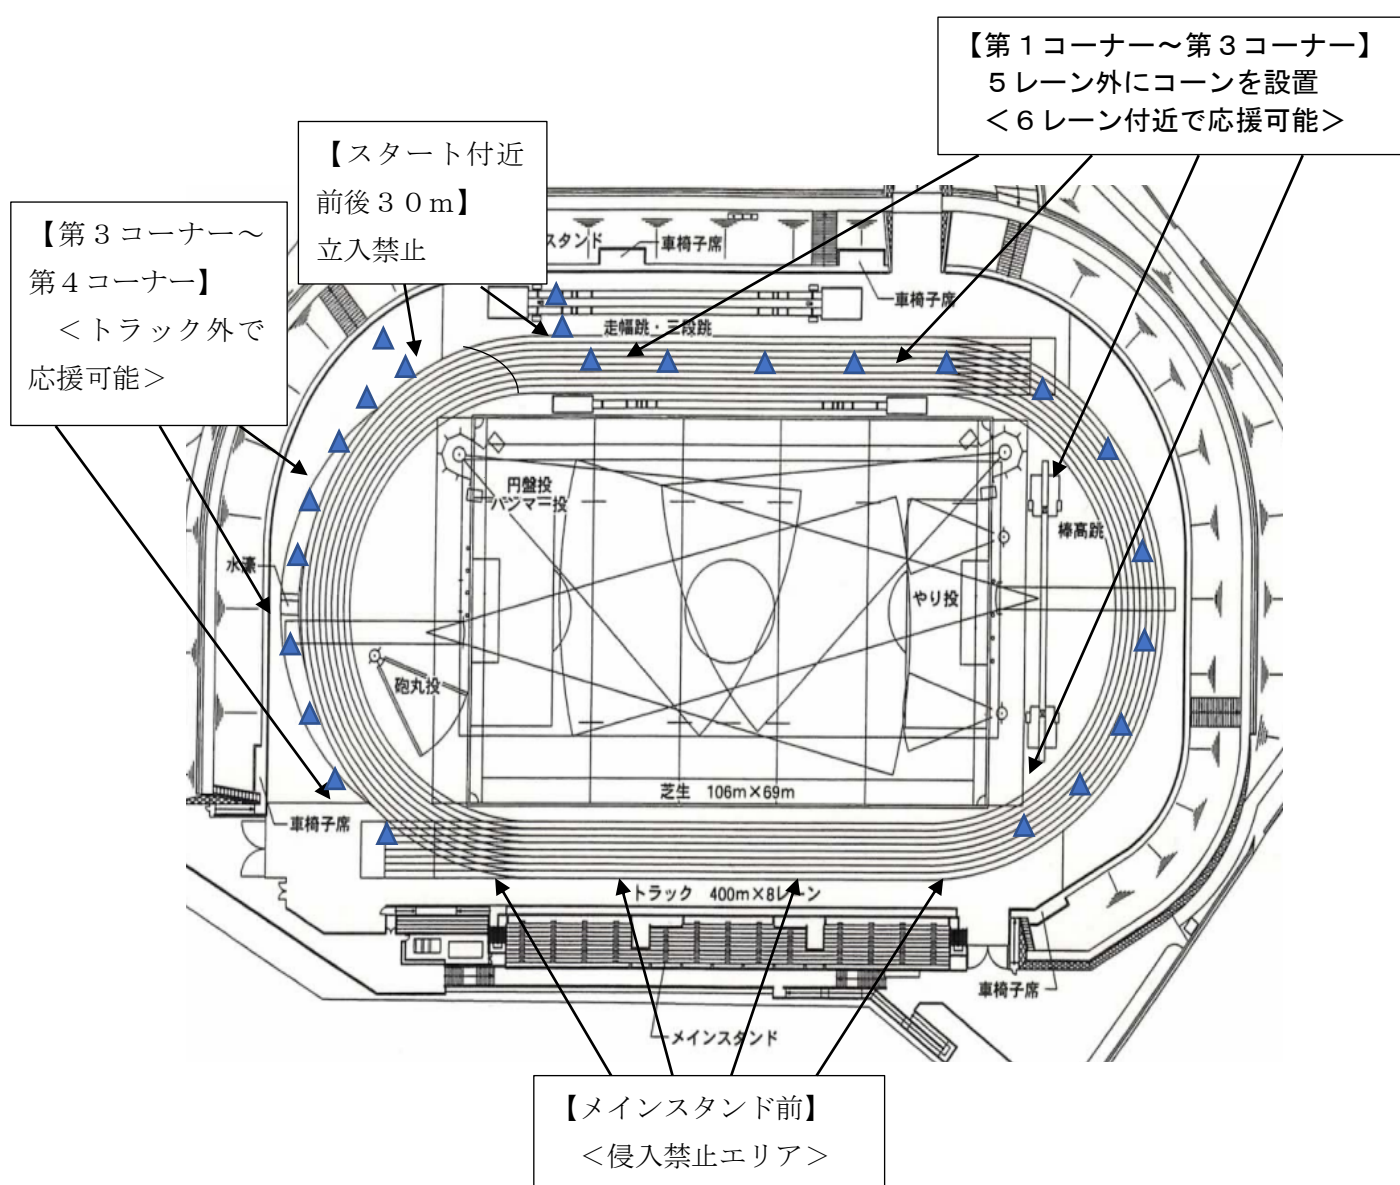 【第１コーナー～第３コーナー】
５レーン外にコーンを設置
＜６レーン付近で応援可能＞
【スタート付近
前後３０ｍ】
立入禁止
【第３コーナー～
第４コーナー】
＜トラック外で
応援可能＞
スタンド
車椅子席
車椅子席
走幅跳・三段跳
円盤投
ハンマー投
棒高跳
水濠
やり投
砲丸投
芝生 106m×69m
車椅子席
トラック 400m×8レーン
車椅子席
メインスタンド
【メインスタンド前】
＜侵入禁止エリア＞